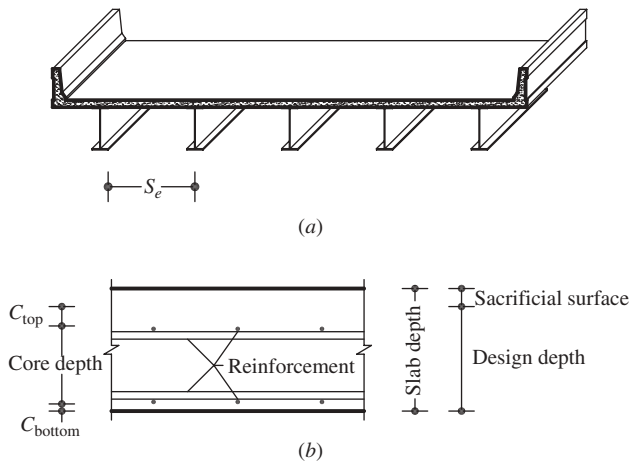 S_e
(a)
C_top
Core depth
C_bottom
Reinforcement
Slab depth
Sacrificial surface
Design depth
(b)